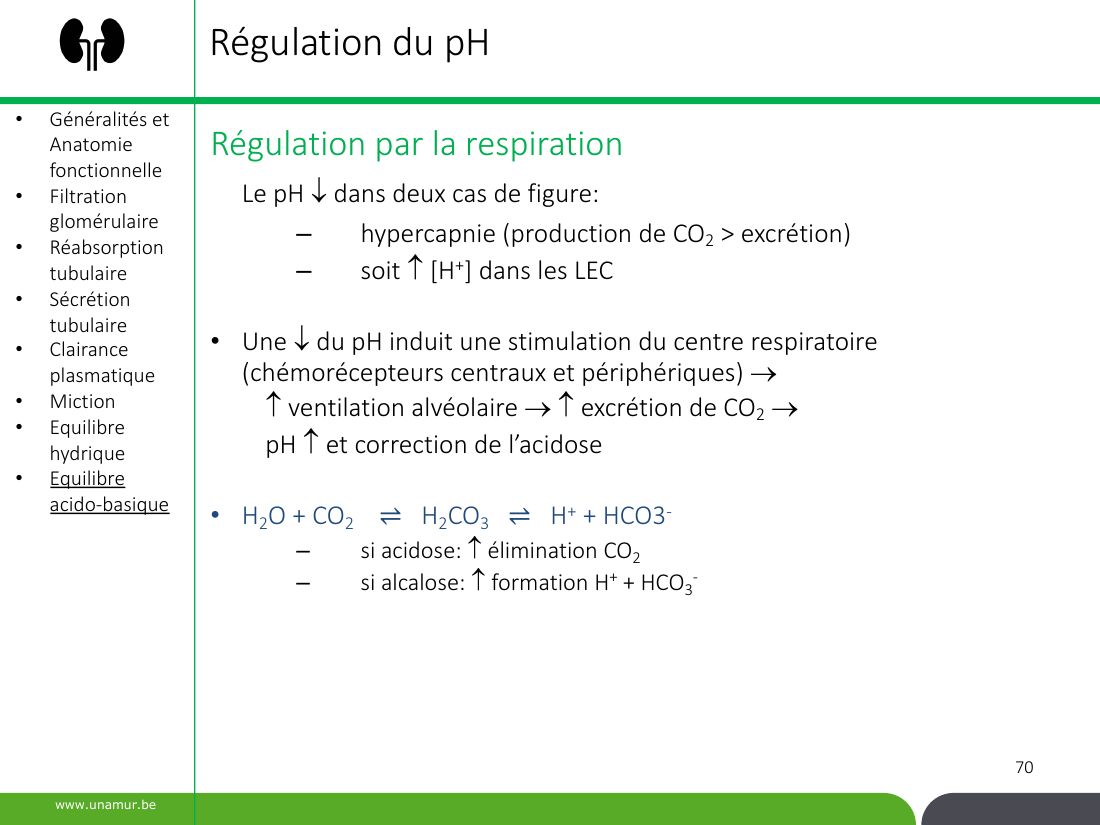 Régulation du pH
• Généralités et
Anatomie
fonctionnelle
• Filtration
glomérulaire
• Réabsorption
tubulaire
• Sécrétion
tubulaire
• Clairance
plasmatique
• Miction
• Equilibre
hydrique
• Equilibre
acido-basique
Régulation par la respiration
Le pH ↓ dans deux cas de figure:
– hypercapnie (production de CO₂ > excrétion)
– soit ↑ [H⁺] dans les LEC
• Une ↓ du pH induit une stimulation du centre respiratoire
(chémorécepteurs centraux et périphériques) →
↑ ventilation alvéolaire → ↑ excrétion de CO₂ →
pH ↑ et correction de l’acidose
• H₂O + CO₂ ⇌ H₂CO₃ ⇌ H⁺ + HCO3⁻
– si acidose: ↑ élimination CO₂
– si alcalose: ↑ formation H⁺ + HCO₃⁻
70
www.unamur.be